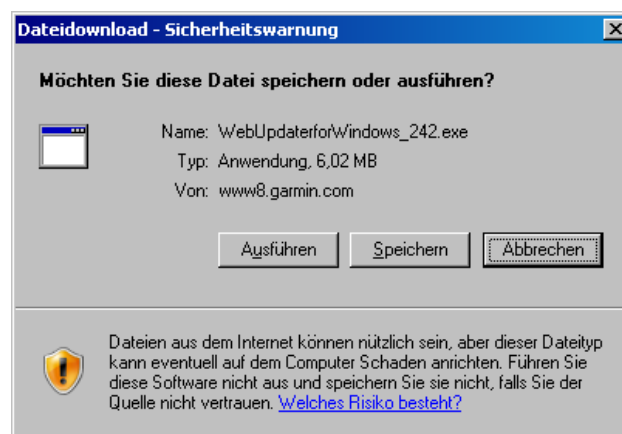 Dateidownload - Sicherheitswarnung
Möchten Sie diese Datei speichern oder ausführen?
Name: WebUpdaterforWindows_242.exe
Typ: Anwendung, 6,02 MB
Von: www8.garmin.com
Ausführen Speichern Abbrechen
Dateien aus dem Internet können nützlich sein, aber dieser Dateityp
kann eventuell auf dem Computer Schaden anrichten. Führen Sie
diese Software nicht aus und speichern Sie sie nicht, falls Sie der
Quelle nicht vertrauen. Welches Risiko besteht?